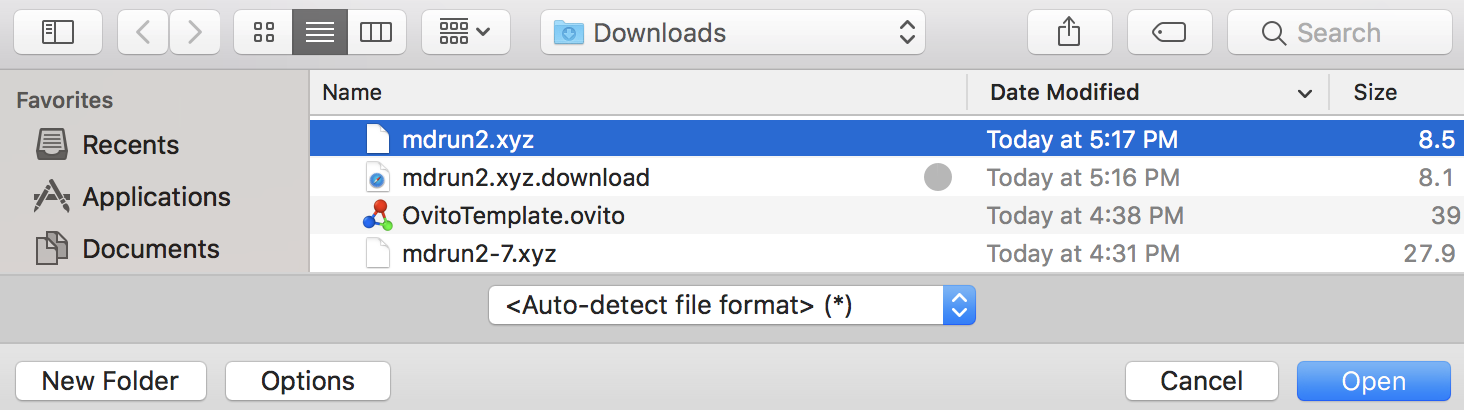 Downloads
Search
Favorites
Name Date Modified Size
Recents
mdrun2.xyz Today at 5:17 PM 8.5
mdrun2.xyz.download Today at 5:16 PM 8.1
Applications
OvitoTemplate.ovito Today at 4:38 PM 39
Documents
mdrun2-7.xyz Today at 4:31 PM 27.9
<Auto-detect file format> (*)
New Folder Options Cancel Open